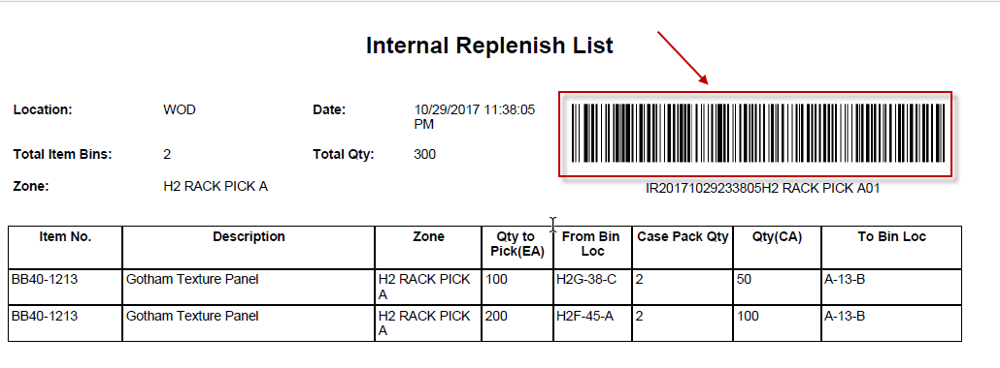 Internal Replenish List
Location: WOD Date: 10/29/2017 11:38:05
PM
Total Item Bins: 2 Total Qty: 300
Zone: H2 RACK PICK A
IR20171029233805H2 RACK PICK A01
Item No. Description Zone Qty to From Bin Case Pack Qty Qty(CA) To Bin Loc
Pick(EA) Loc
BB40-1213 Gotham Texture Panel H2 RACK PICK 100 H2G-38-C 2 50 A-13-B
A
BB40-1213 Gotham Texture Panel H2 RACK PICK 200 H2F-45-A 2 100 A-13-B
A